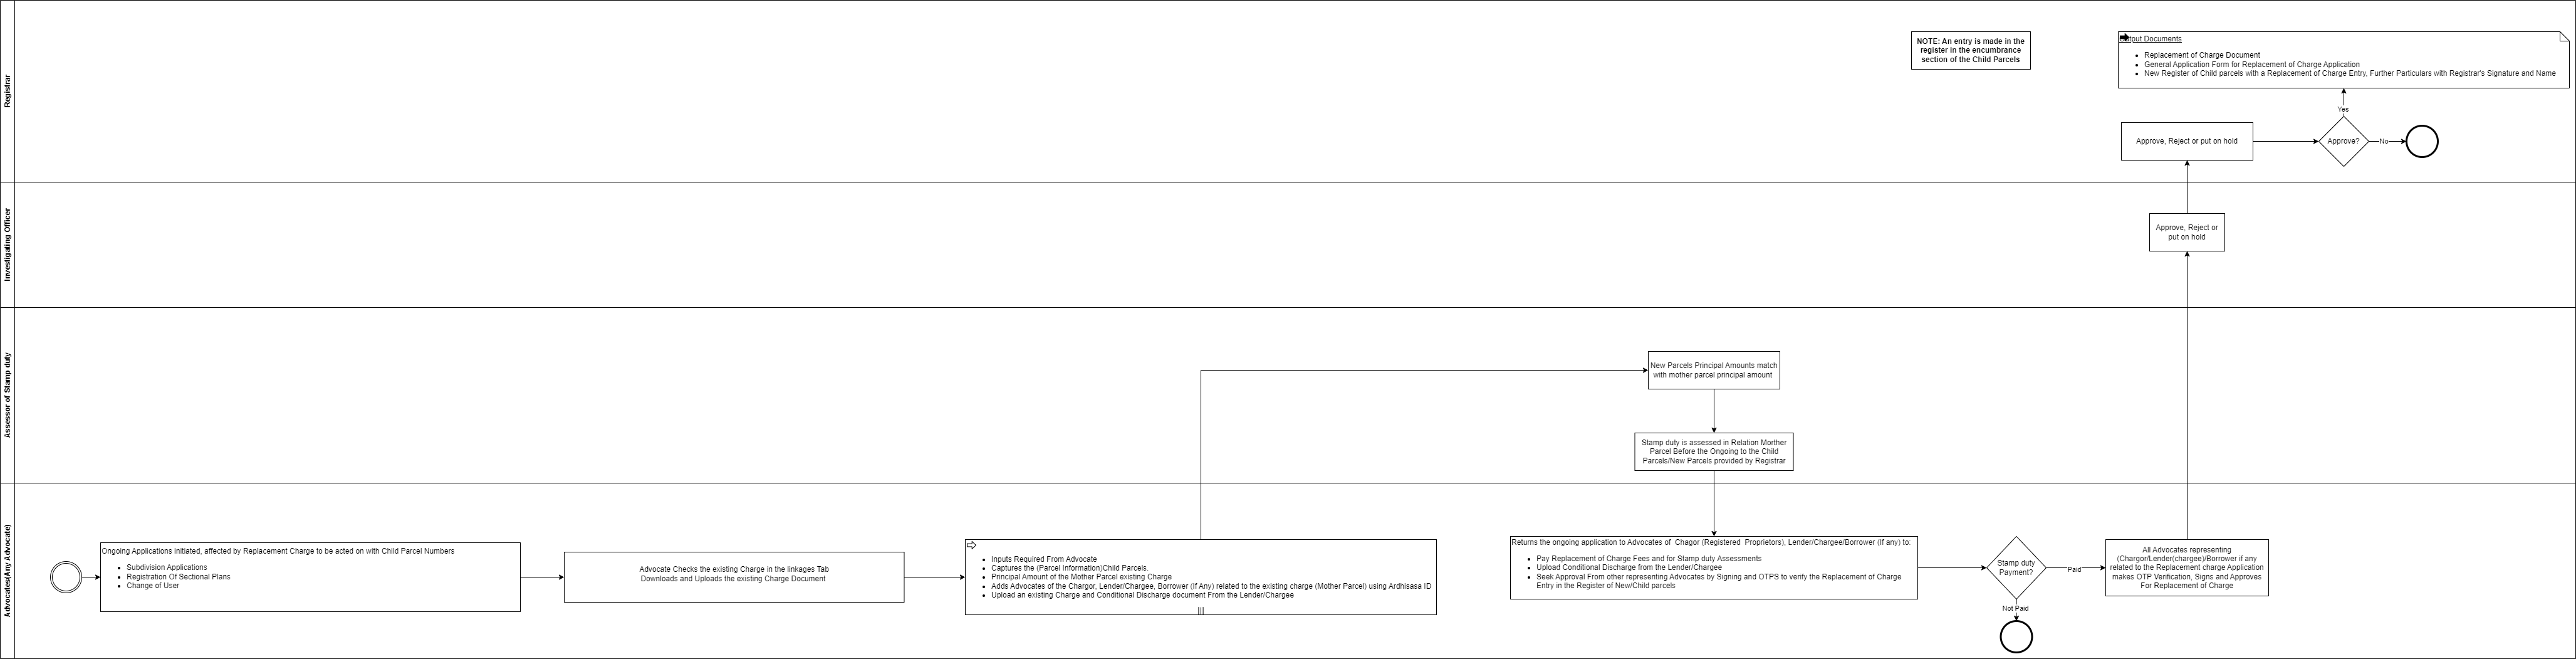 Registrar
NOTE: An entry is made in the
register in the encumbrance
section of the Child Parcels
Output Documents
Replacement of Charge Document
General Application Form for Replacement of Charge Application
New Register of Child parcels with a Replacement of Charge Entry, Further Particulars with Registrar's Signature and Name
Yes
Approve, Reject or put on hold
Approve?
No
Investigating Officer
Approve, Reject or
put on hold
Assessor of Stamp duty
New Parcels Principal Amounts match
with mother parcel principal amount
Stamp duty is assessed in Relation Morther
Parcel Before the Ongoing to the Child
Parcels/New Parcels provided by Registrar
Advocates(Any Advocate)
Ongoing Applications initiated, affected by Replacement Charge to be acted on with Child Parcel Numbers
Subdivision Applications
Registration Of Sectional Plans
Change of User
Advocate Checks the existing Charge in the linkages Tab
Downloads and Uploads the existing Charge Document
Inputs Required From Advocate
Captures the (Parcel Information)Child Parcels.
Principal Amount of the Mother Parcel existing Charge
Adds Advocates of the Chargor, Lender/Chargee, Borrower (If Any) related to the existing charge (Mother Parcel) using Ardhisasa ID
Upload an existing Charge and Conditional Discharge document From the Lender/Chargee
Returns the ongoing application to Advocates of Chagor (Registered Proprietors), Lender/Chargee/Borrower (If any) to:
Pay Replacement of Charge Fees and for Stamp duty Assessments
Upload Conditional Discharge from the Lender/Chargee
Seek Approval From other representing Advocates by Signing and OTPS to verify the Replacement of Charge
Entry in the Register of New/Child parcels
Stamp duty
Payment?
Paid
Not Paid
All Advocates representing
(Chargor/Lender(chargee)/Borrower if any
related to the Replacement charge Application
makes OTP Verification, Signs and Approves
For Replacement of Charge